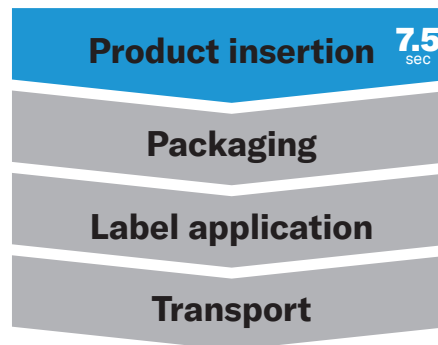 Product insertion 7.5
sec
Packaging
Label application
Transport